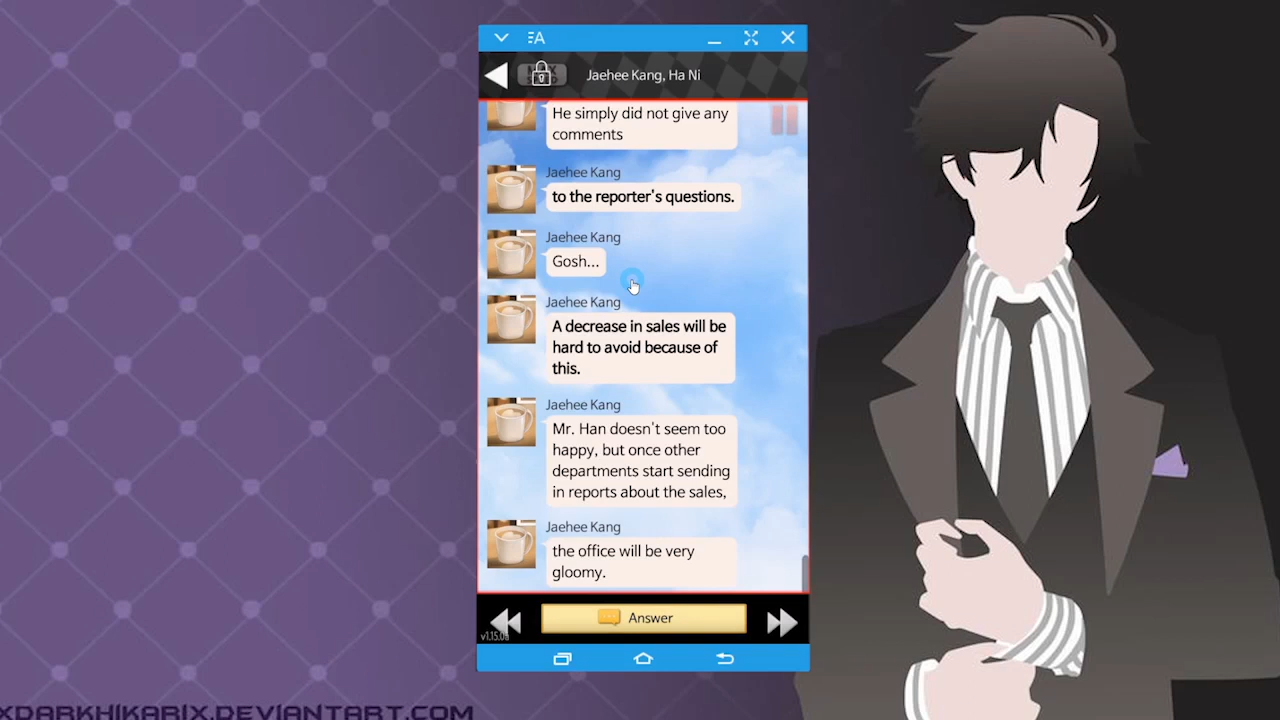 Jaehee Kang, Ha Ni
He simply did not give any
comments
Jaehee Kang
to the reporter's questions.
Jaehee Kang
Gosh...
Jaehee Kang
A decrease in sales will be
hard to avoid because of
this.
Jaehee Kang
Mr. Han doesn't seem too
happy, but once other
departments start sending
in reports about the sales,
Jaehee Kang
the office will be very
gloomy.
Answer
XDARKHIKARIX.DEVIANTART.COM